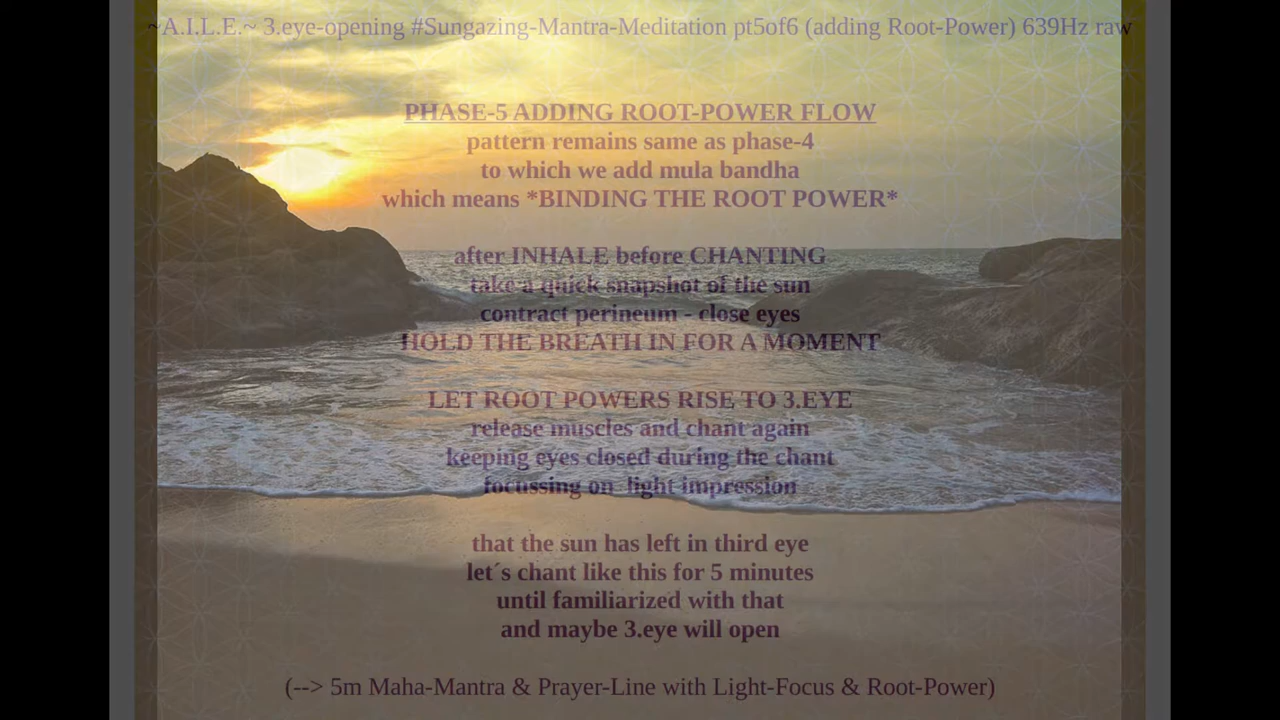 ~A.I.L.E.~ 3.eye-opening #Sungazing-Mantra-Meditation pt5of6 (adding Root-Power) 639Hz raw
PHASE-5 ADDING ROOT-POWER FLOW
pattern remains same as phase-4
to which we add mula bandha
which means *BINDING THE ROOT POWER*
after INHALE before CHANTING
take a quick snapshot of the sun
contract perineum - close eyes
HOLD THE BREATH IN FOR A MOMENT
LET ROOT POWERS RISE TO 3.EYE
release muscles and chant again
keeping eyes closed during the chant
focussing on light impression
that the sun has left in third eye
let´s chant like this for 5 minutes
until familiarized with that
and maybe 3.eye will open
(--> 5m Maha-Mantra & Prayer-Line with Light-Focus & Root-Power)